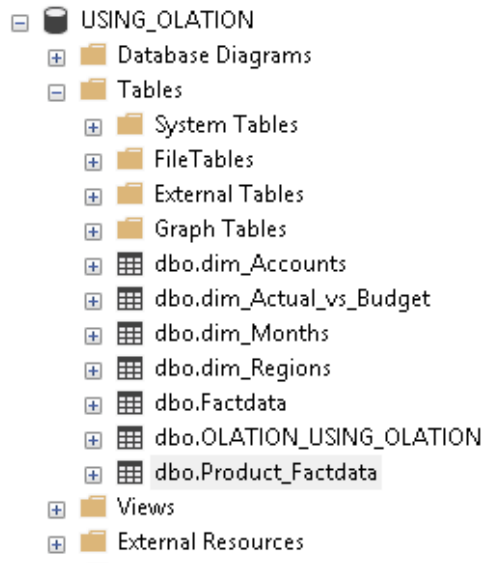 USING_OLATION
Database Diagrams
Tables
System Tables
FileTables
External Tables
Graph Tables
dbo.dim_Accounts
dbo.dim_Actual_vs_Budget
dbo.dim_Months
dbo.dim_Regions
dbo.Factdata
dbo.OLATION_USING_OLATION
dbo.Product_Factdata
Views
External Resources